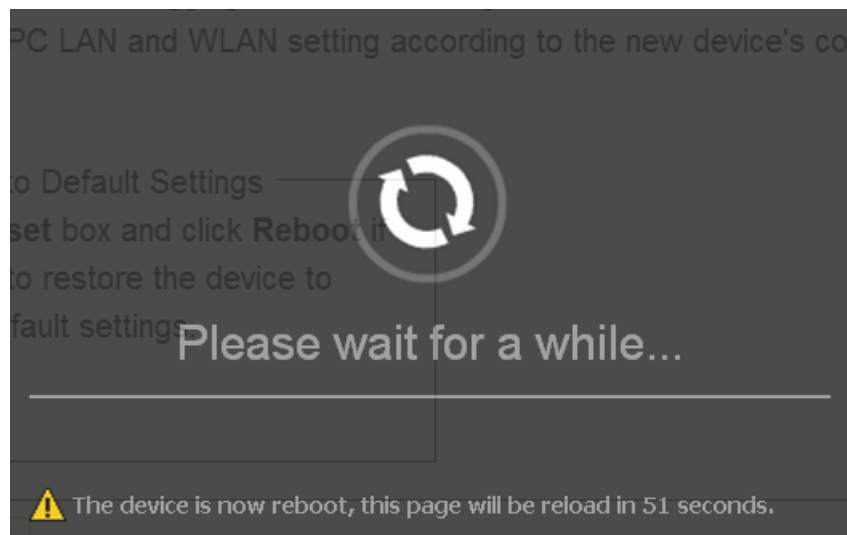 PC LAN and WLAN setting according to the new device's co
to Default Settings
set box and click Reboot if
to restore the device to
fault settings.
Please wait for a while...
The device is now reboot, this page will be reload in 51 seconds.